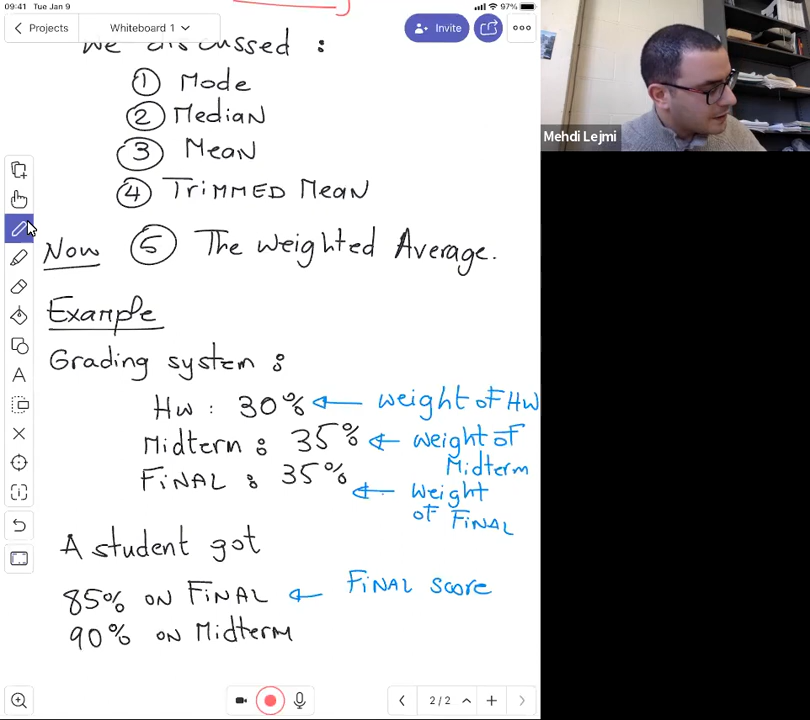 09:41 Tue Jan 9
97%
Projects
Whiteboard 1
Invite
We discussed :
① Mode
② Median
③ Mean
④ Trimmed Mean
Now ⑤ The weighted Average.
Example
Grading system :
Hw : 30% ← weight of HW
Midterm : 35% ← weight of Midterm
Final : 35% ← weight of Final
A student got
85% on Final ← Final score
90% on Midterm
2/2
Mehdi Lejmi